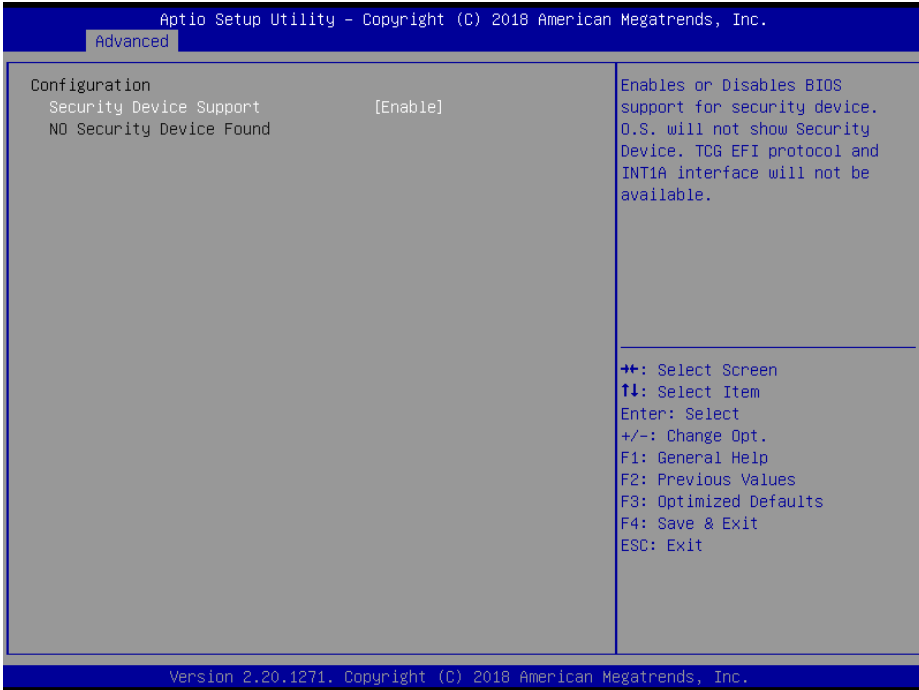 Aptio Setup Utility – Copyright (C) 2018 American Megatrends, Inc.
Advanced
Configuration
Security Device Support [Enable]
NO Security Device Found
Enables or Disables BIOS
support for security device.
O.S. will not show Security
Device. TCG EFI protocol and
INT1A interface will not be
available.
→←: Select Screen
↑↓: Select Item
Enter: Select
+/-: Change Opt.
F1: General Help
F2: Previous Values
F3: Optimized Defaults
F4: Save & Exit
ESC: Exit
Version 2.20.1271. Copyright (C) 2018 American Megatrends, Inc.